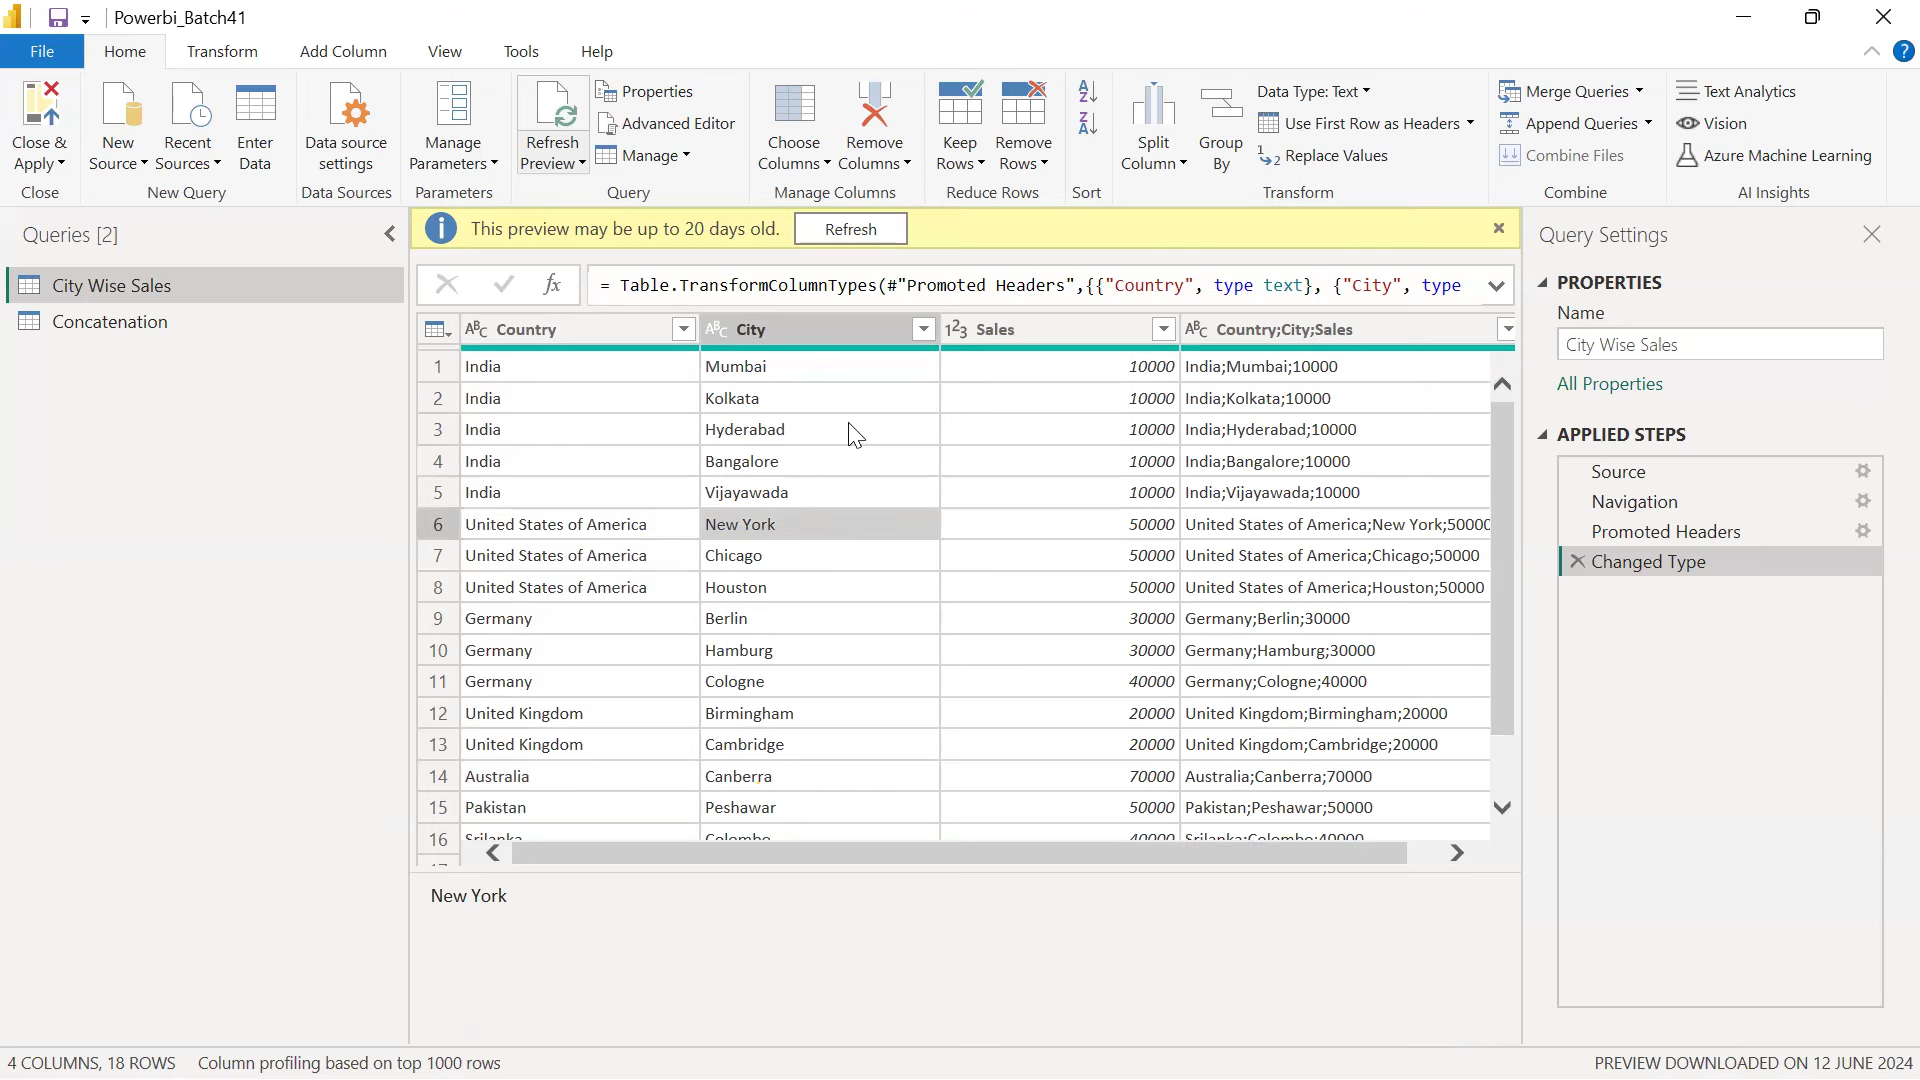 Powerbi_Batch41
File Home Transform Add Column View Tools Help
Close & Apply
Close
New Source
Recent Sources
Enter Data
New Query
Data source settings
Data Sources
Manage Parameters
Parameters
Refresh Preview
Properties
Advanced Editor
Manage
Query
Choose Columns
Remove Columns
Manage Columns
Keep Rows
Remove Rows
Reduce Rows
Sort
Split Column
Group By
Data Type: Text
Use First Row as Headers
Replace Values
Transform
Merge Queries
Append Queries
Combine Files
Combine
Text Analytics
Vision
Azure Machine Learning
AI Insights
Queries [2]
City Wise Sales
Concatenation
This preview may be up to 20 days old. Refresh
fx = Table.TransformColumnTypes(#"Promoted Headers",{{"Country", type text}, {"City", type
ABC Country ABC City 123 Sales ABC Country;City;Sales
1 India Mumbai 10000 India;Mumbai;10000
2 India Kolkata 10000 India;Kolkata;10000
3 India Hyderabad 10000 India;Hyderabad;10000
4 India Bangalore 10000 India;Bangalore;10000
5 India Vijayawada 10000 India;Vijayawada;10000
6 United States of America New York 50000 United States of America;New York;50000
7 United States of America Chicago 50000 United States of America;Chicago;50000
8 United States of America Houston 50000 United States of America;Houston;50000
9 Germany Berlin 30000 Germany;Berlin;30000
10 Germany Hamburg 30000 Germany;Hamburg;30000
11 Germany Cologne 40000 Germany;Cologne;40000
12 United Kingdom Birmingham 20000 United Kingdom;Birmingham;20000
13 United Kingdom Cambridge 20000 United Kingdom;Cambridge;20000
14 Australia Canberra 70000 Australia;Canberra;70000
15 Pakistan Peshawar 50000 Pakistan;Peshawar;50000
16 Srilanka Colombo 40000 Srilanka;Colombo;40000
New York
Query Settings
PROPERTIES
Name
City Wise Sales
All Properties
APPLIED STEPS
Source
Navigation
Promoted Headers
Changed Type
4 COLUMNS, 18 ROWS Column profiling based on top 1000 rows
PREVIEW DOWNLOADED ON 12 JUNE 2024